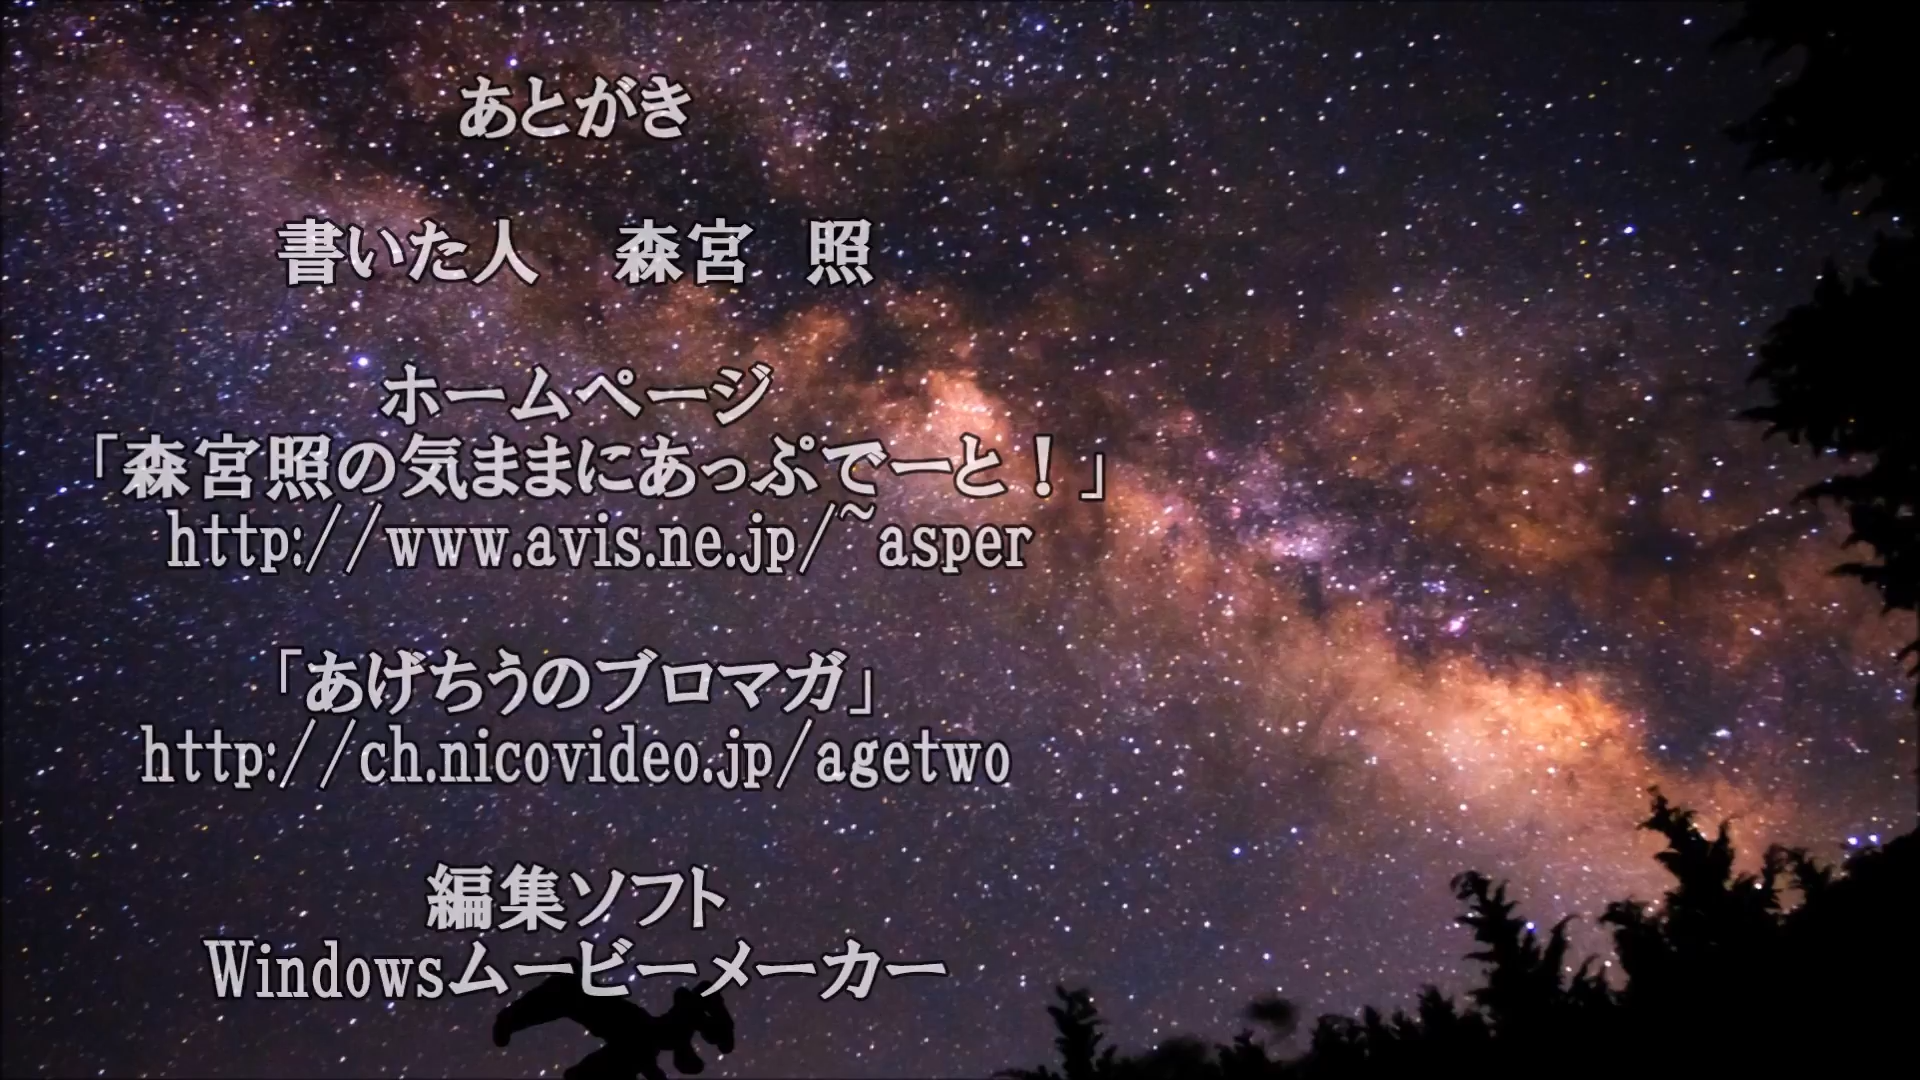 あとがき
書いた人　森宮　照
ホームページ
「森宮照の気ままにあっぷでーと！」
http://www.avis.ne.jp/~asper
「あげちうのブロマガ」
http://ch.nicovideo.jp/agetwo
編集ソフト
Windowsムービーメーカー